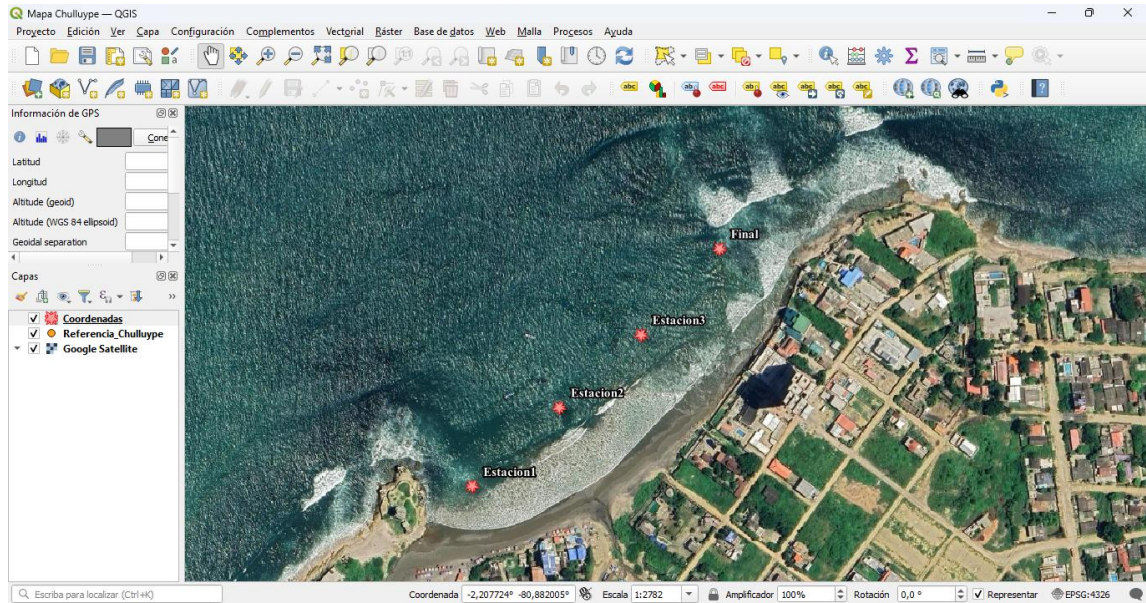 Mapa Chulluype — QGIS
Proyecto Edición Ver Capa Configuración Complementos Vectorial Ráster Base de datos Web Malla Procesos Ayuda
Información de GPS
Cone
Latitud
Longitud
Altitude (geoid)
Altitude (WGS 84 ellipsoid)
Geoidal separation
Capas
Coordenadas
Referencia_Chulluype
Google Satellite
Final
Estacion3
Estacion2
Estacion1
Escriba para localizar (Ctrl+K)
Coordenada -2,207724° -80,882005° Escala 1:2782 Amplificador 100% Rotación 0,0 ° Representar EPSG:4326